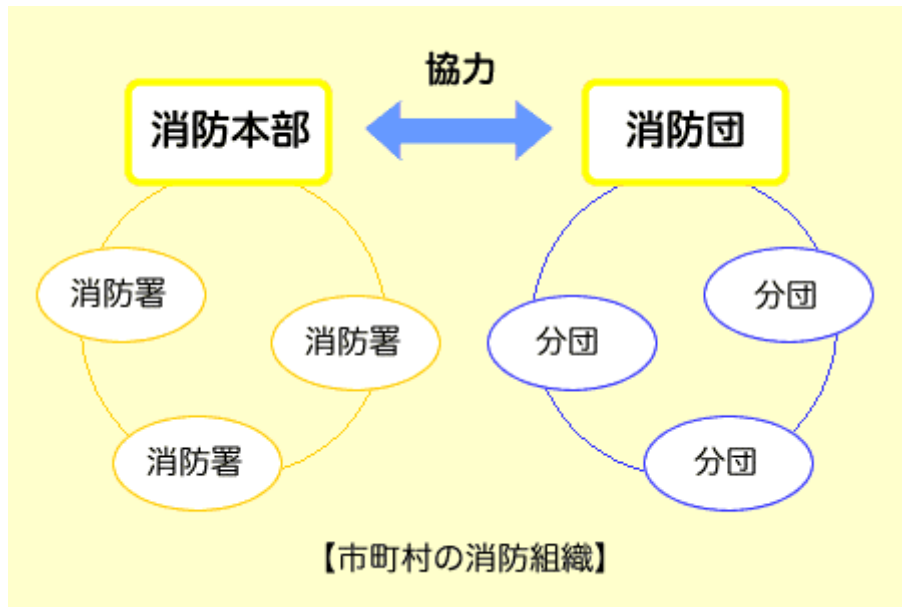 協力
消防本部
消防団
消防署
消防署
消防署
分団
分団
分団
【市町村の消防組織】